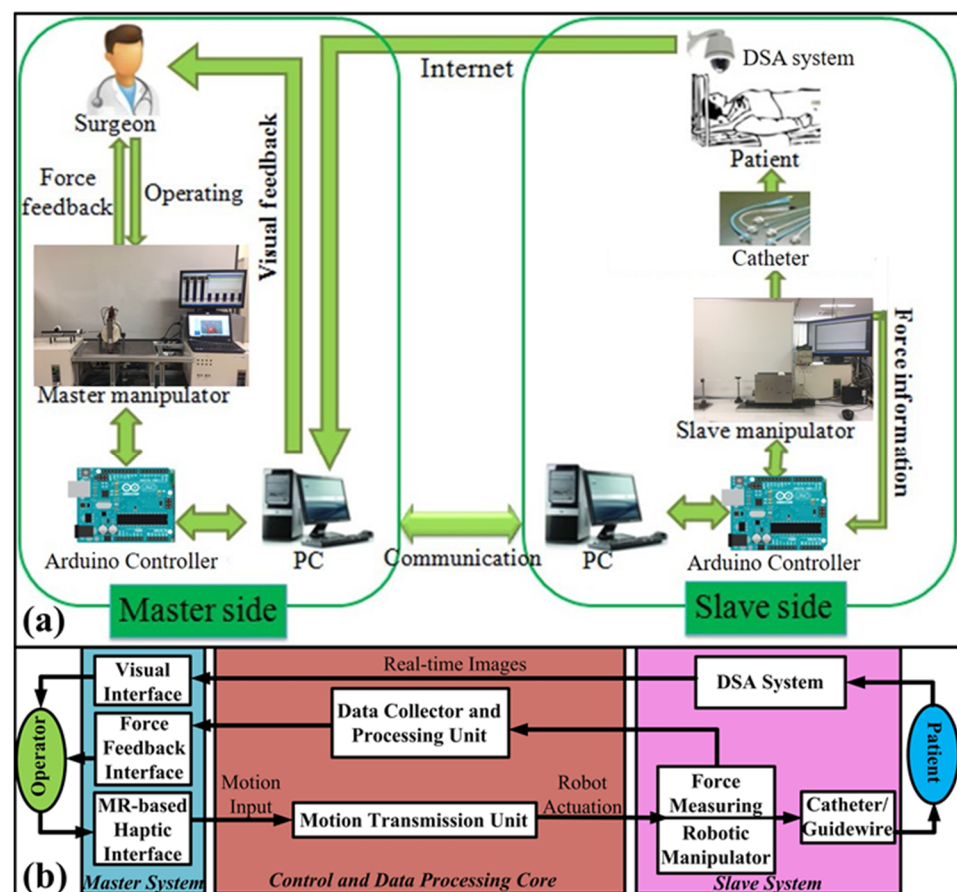 Surgeon
Force
feedback
Operating
Visual feedback
Internet
DSA system
Patient
Catheter
Force information
Master manipulator
Slave manipulator
Arduino Controller
PC
Communication
PC
Arduino Controller
(a)
Master side
Slave side
Operator
Visual
Interface
Force
Feedback
Interface
MR-based
Haptic
Interface
Master System
Real-time Images
Data Collector and
Processing Unit
Motion
Input
Motion Transmission Unit
Robot
Actuation
Control and Data Processing Core
DSA System
Force
Measuring
Robotic
Manipulator
Catheter/
Guidewire
Slave System
Patient
(b)